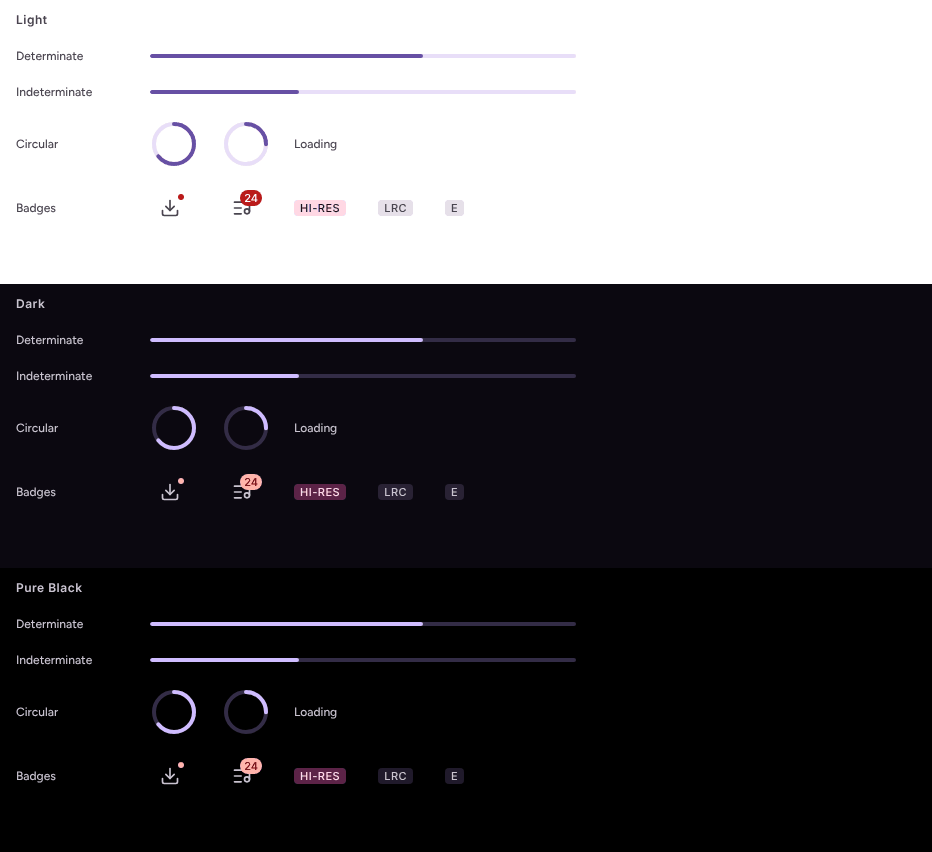 Light
Determinate
Indeterminate
Circular Loading
Badges 24 HI-RES LRC E
Dark
Determinate
Indeterminate
Circular Loading
Badges 24 HI-RES LRC E
Pure Black
Determinate
Indeterminate
Circular Loading
Badges 24 HI-RES LRC E